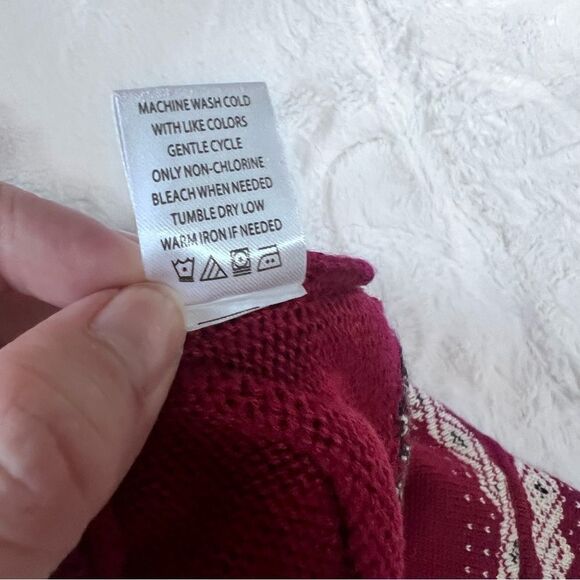 MACHINE WASH COLD
WITH LIKE COLORS
GENTLE CYCLE
ONLY NON-CHLORINE
BLEACH WHEN NEEDED
TUMBLE DRY LOW
WARM IRON IF NEEDED